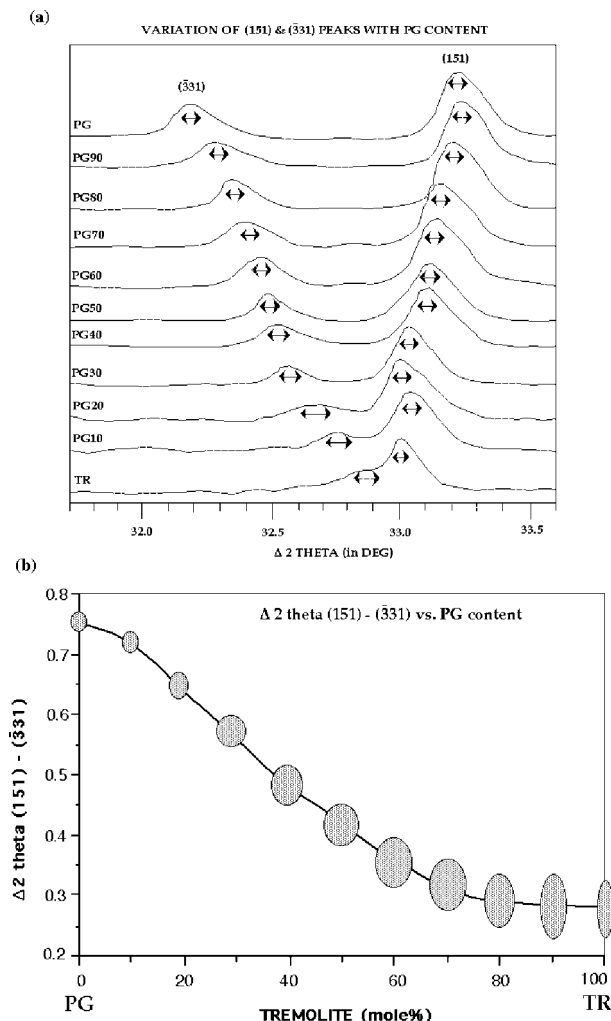 (a)
VARIATION OF (151) & (3̄31) PEAKS WITH PG CONTENT
(3̄31)
(151)
PG
PG90
PG80
PG70
PG60
PG50
PG40
PG30
PG20
PG10
TR
32.0 32.5 33.0 33.5
Δ 2 THETA (in DEG)
(b)
Δ 2 theta (151) - (3̄31) vs. PG content
Δ2 theta (151) - (3̄31)
0.8
0.7
0.6
0.5
0.4
0.3
0.2
0 20 40 60 80 100
PG TREMOLITE (mole%) TR